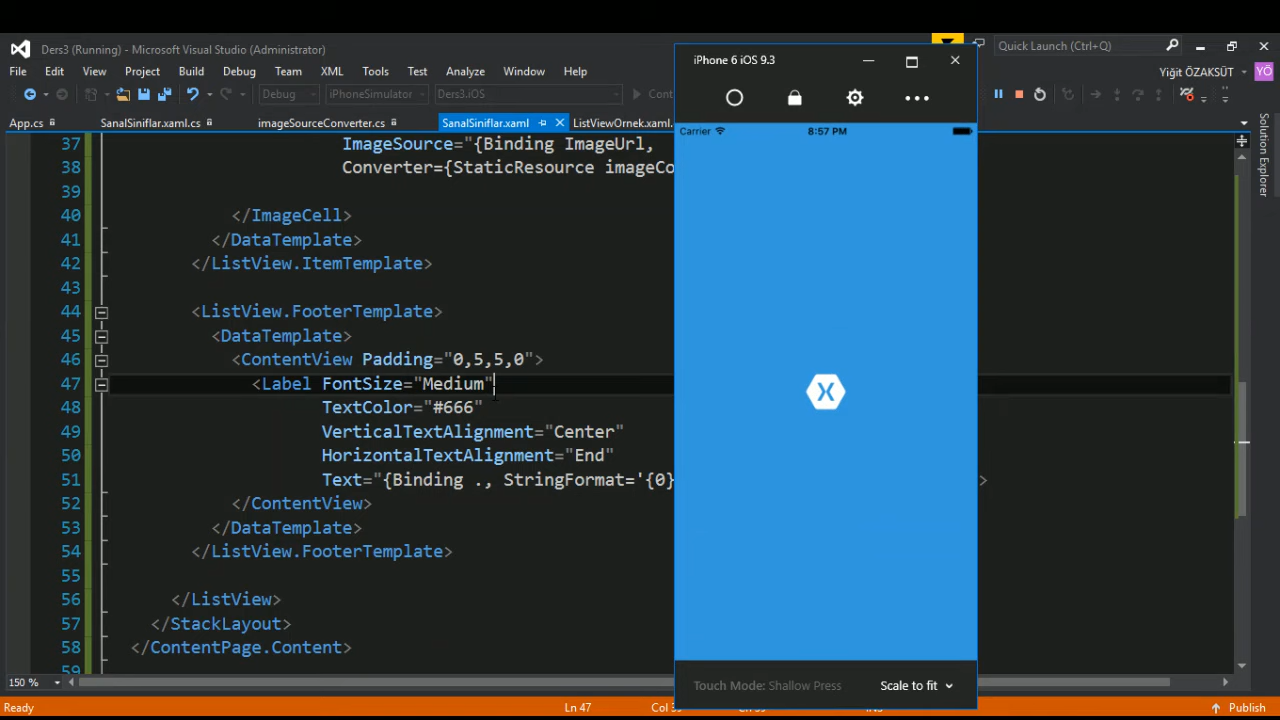 Ders3 (Running) - Microsoft Visual Studio (Administrator)
Quick Launch (Ctrl+Q)
File Edit View Project Build Debug Team XML Tools Test Analyze Window Help
Yiğit ÖZAKSÜT YÖ
Debug iPhoneSimulator Ders3.iOS Cont
App.cs SanalSiniflar.xaml.cs imageSourceConverter.cs SanalSiniflar.xaml ListViewOrnek.xaml.
Solution Explorer
37 ImageSource="{Binding ImageUrl,
38 Converter={StaticResource imageCo
39
40 </ImageCell>
41 </DataTemplate>
42 </ListView.ItemTemplate>
43
44 <ListView.FooterTemplate>
45 <DataTemplate>
46 <ContentView Padding="0,5,5,0">
47 <Label FontSize="Medium"
48 TextColor="#666"
49 VerticalTextAlignment="Center"
50 HorizontalTextAlignment="End"
51 Text="{Binding ., StringFormat='{0} >
52 </ContentView>
53 </DataTemplate>
54 </ListView.FooterTemplate>
55
56 </ListView>
57 </StackLayout>
58 </ContentPage.Content>
59
150 %
Ready Ln 47 Publish
iPhone 6 iOS 9.3
Carrier 8:57 PM
Touch Mode: Shallow Press Scale to fit